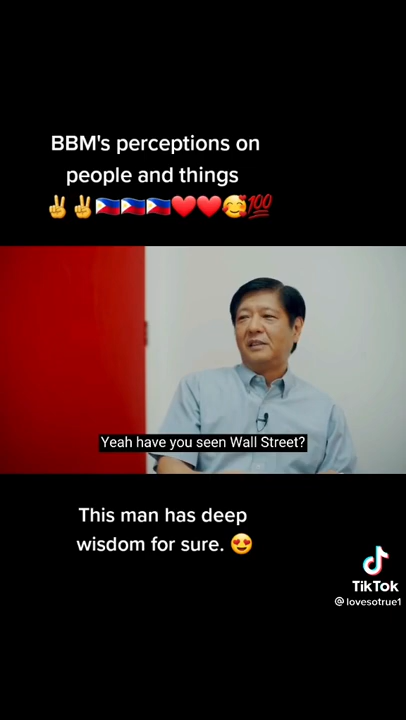 BBM's perceptions on
people and things
✌️✌️🇵🇭🇵🇭🇵🇭❤️❤️🥰💯
Yeah have you seen Wall Street?
This man has deep
wisdom for sure. 😍
TikTok
@lovesotrue1